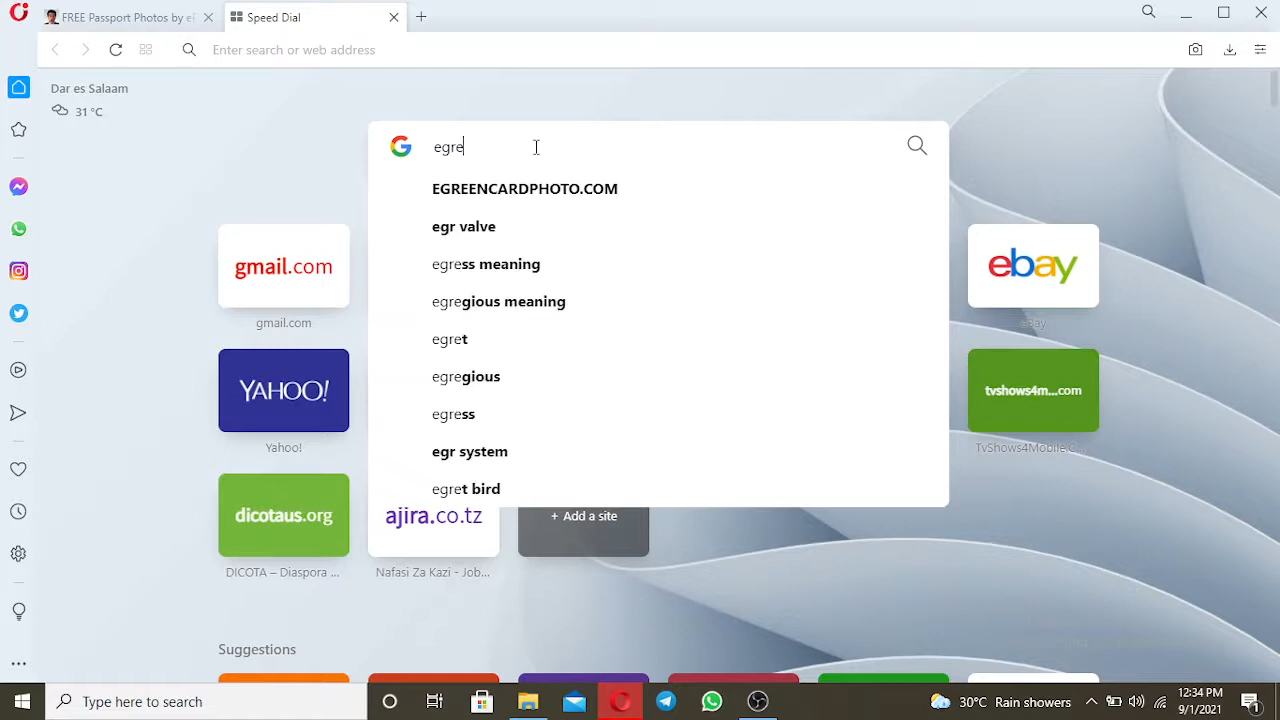 FREE Passport Photos by e
Speed Dial
Enter search or web address
Dar es Salaam
31 °C
egre
EGREENCARDPHOTO.COM
egr valve
egress meaning
egregious meaning
egret
egregious
egress
egr system
egret bird
gmail.com
gmail.com
ebay
eBay
YAHOO!
Yahoo!
tvshows4m...com
TvShows4Mobile.C...
dicotaus.org
DICOTA – Diaspora ...
ajira.co.tz
Nafasi Za Kazi - Job...
+ Add a site
Suggestions
Type here to search
30°C Rain showers
12:34 PM
9/1/2021
1